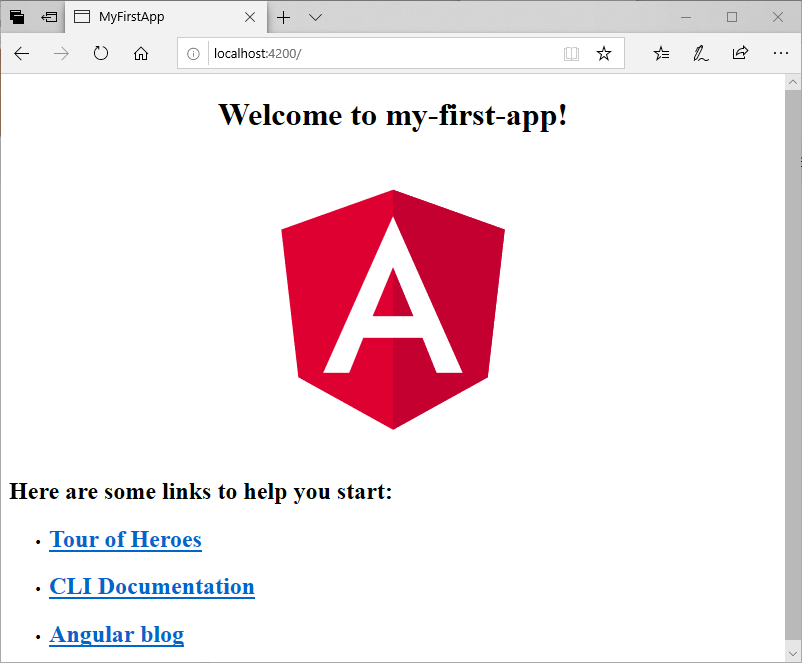 MyFirstApp
localhost:4200/
Welcome to my-first-app!
A
Here are some links to help you start:
Tour of Heroes
CLI Documentation
Angular blog